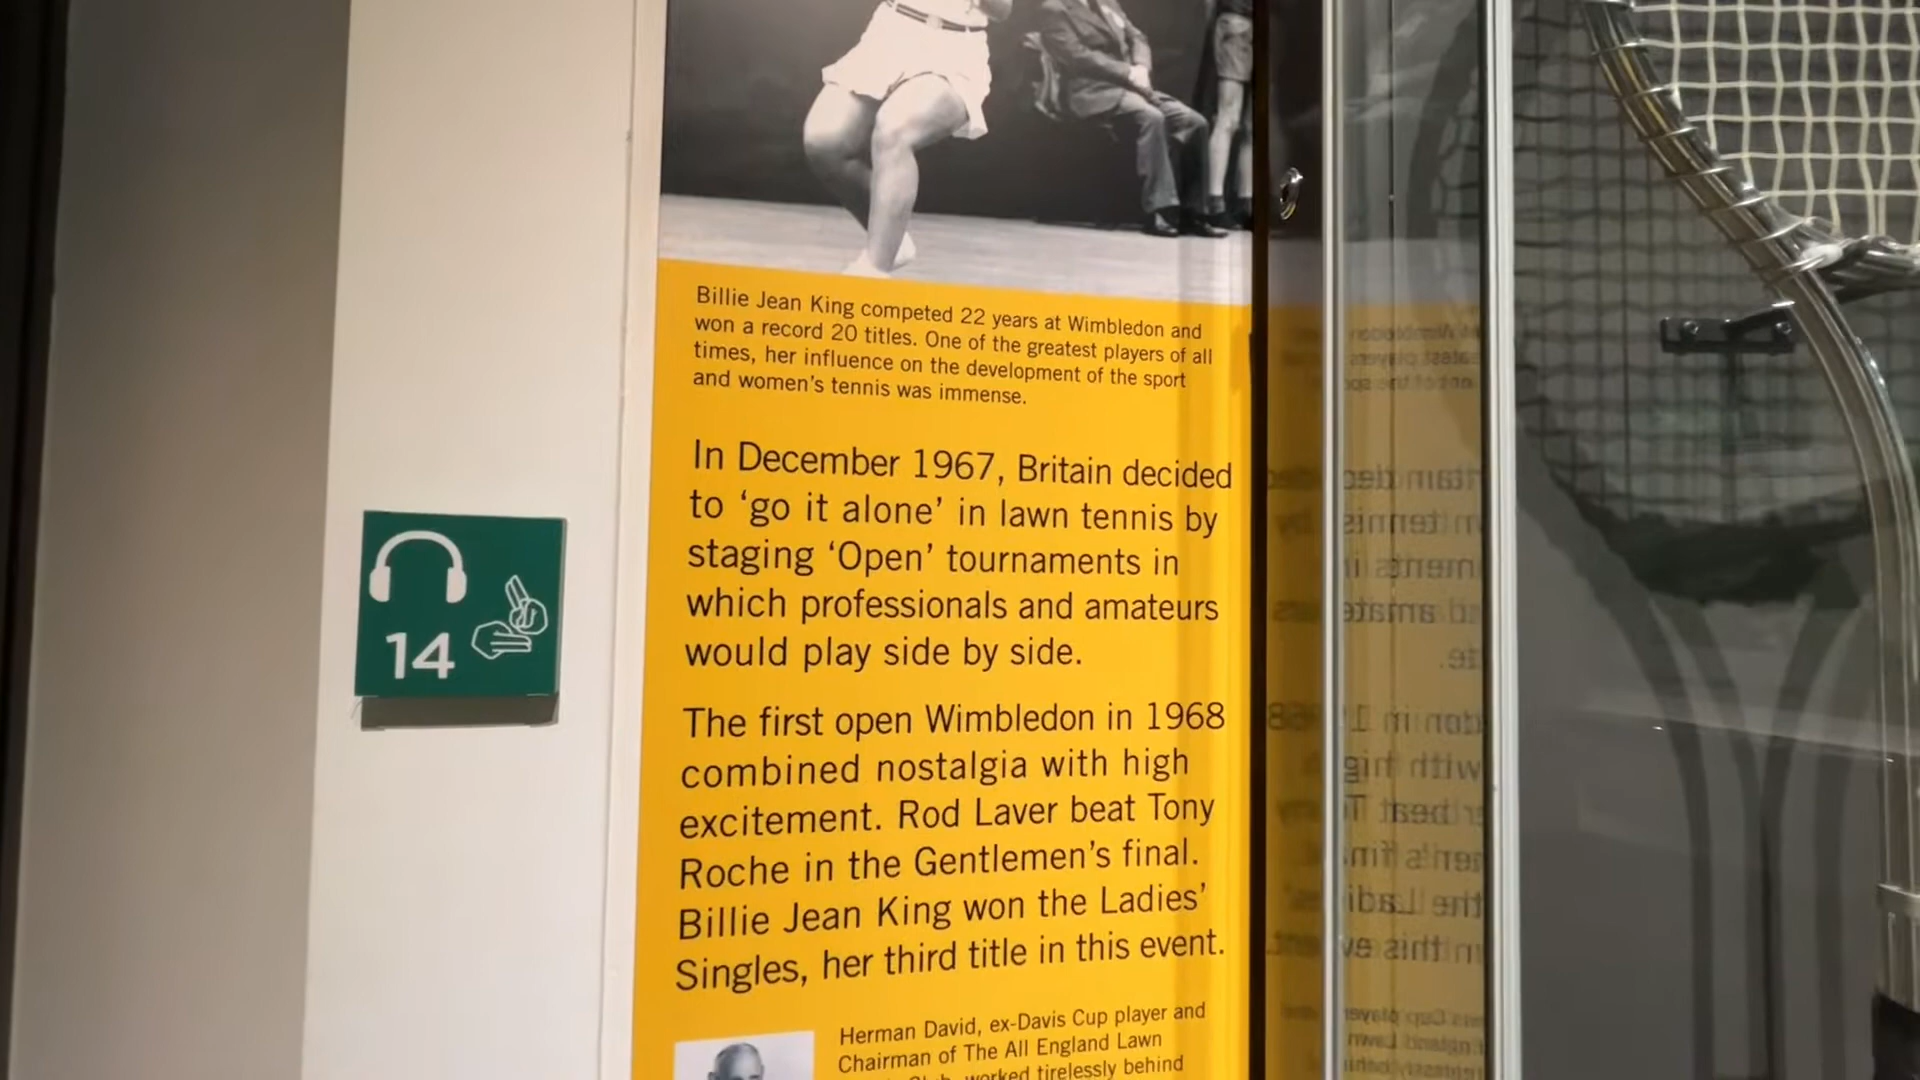 Billie Jean King competed 22 years at Wimbledon and
won a record 20 titles. One of the greatest players of all
times, her influence on the development of the sport
and women's tennis was immense.
In December 1967, Britain decided
to ‘go it alone’ in lawn tennis by
staging ‘Open’ tournaments in
which professionals and amateurs
would play side by side.
The first open Wimbledon in 1968
combined nostalgia with high
excitement. Rod Laver beat Tony
Roche in the Gentlemen's final.
Billie Jean King won the Ladies'
Singles, her third title in this event.
Herman David, ex-Davis Cup player and
Chairman of The All England Lawn
worked tirelessly behind
14